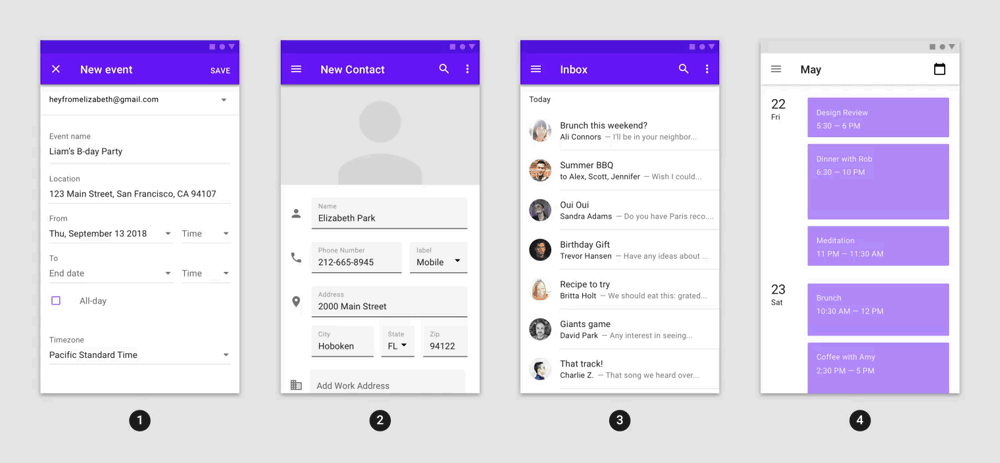 New event
SAVE
heyfromelizabeth@gmail.com
Event name
Liam's B-day Party
Location
123 Main Street, San Francisco, CA 94107
From
Thu, September 13 2018 Time
To
End date Time
All-day
Timezone
Pacific Standard Time
1
New Contact
Name
Elizabeth Park
Phone Number label
212-665-8945 Mobile
Address
2000 Main Street
City State Zip
Hoboken FL 94122
Add Work Address
2
Inbox
Today
Brunch this weekend?
Ali Connors — I'll be in your neighbor...
Summer BBQ
to Alex, Scott, Jennifer — Wish I could...
Oui Oui
Sandra Adams — Do you have Paris reco....
Birthday Gift
Trevor Hansen — Have any ideas about ...
Recipe to try
Britta Holt — We should eat this: grated...
Giants game
David Park — Any interest in seeing...
That track!
Charlie Z. — That song we heard over...
3
May
22
Fri
Design Review
5:30 — 6 PM
Dinner with Rob
6:30 — 10 PM
Meditation
11 PM — 11:30 AM
23
Sat
Brunch
10:30 AM — 12 PM
Coffee with Amy
2:30 PM — 5 PM
4